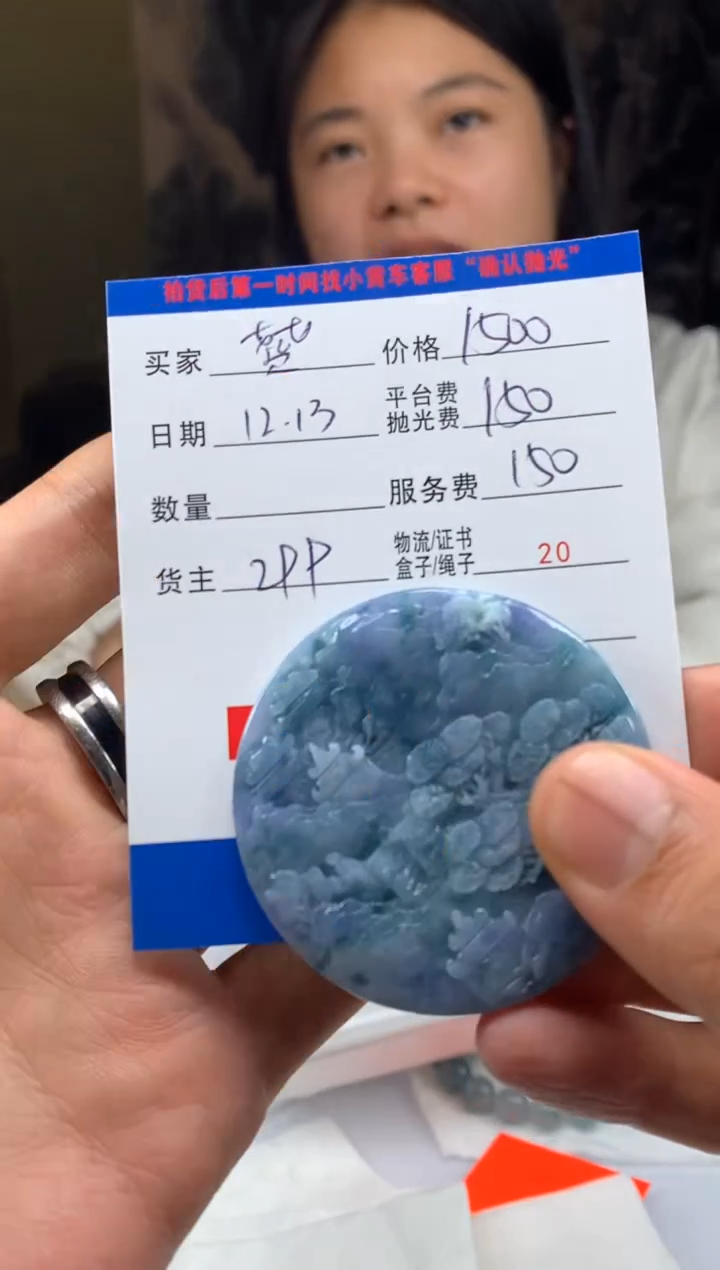 拍货后第一时间找小黄车客服“确认抛光”
买家 价格 1500
日期 12.13 平台费 抛光费 150
数量 服务费 150
货主 2PP 物流/证书 盒子/绳子 20